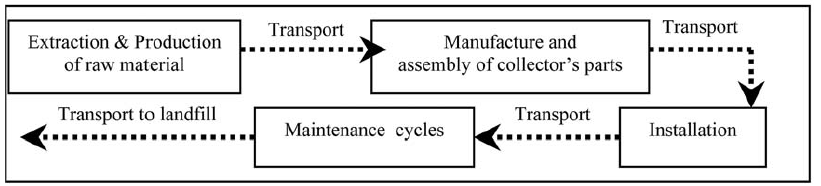 Extraction & Production
of raw material
Transport
Manufacture and
assembly of collector's parts
Transport
Installation
Transport
Maintenance cycles
Transport to landfill